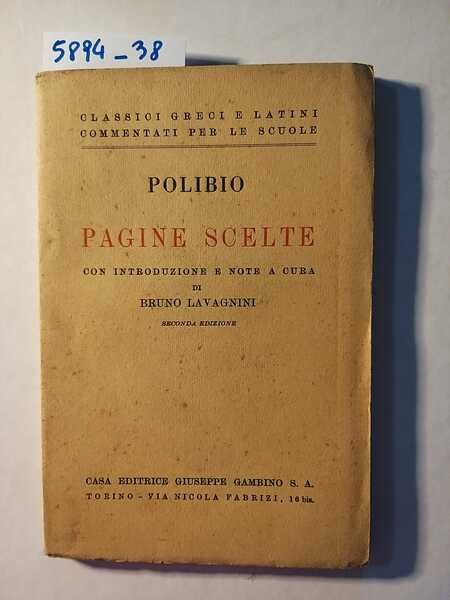 5894_38
CLASSICI GRECI E LATINI
COMMENTATI PER LE SCUOLE
POLIBIO
PAGINE SCELTE
CON INTRODUZIONE E NOTE A CURA
DI
BRUNO LAVAGNINI
SECONDA EDIZIONE
CASA EDITRICE GIUSEPPE GAMBINO S. A.
TORINO - VIA NICOLA FABRIZI, 16 bis.